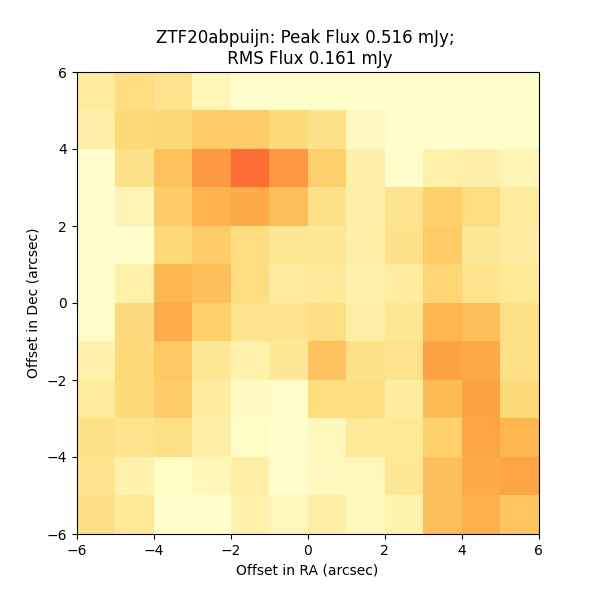 ZTF20abpuijn: Peak Flux 0.516 mJy;
RMS Flux 0.161 mJy
6
4
2
0
−2
−4
−6
Offset in Dec (arcsec)
−6 −4 −2 0 2 4 6
Offset in RA (arcsec)